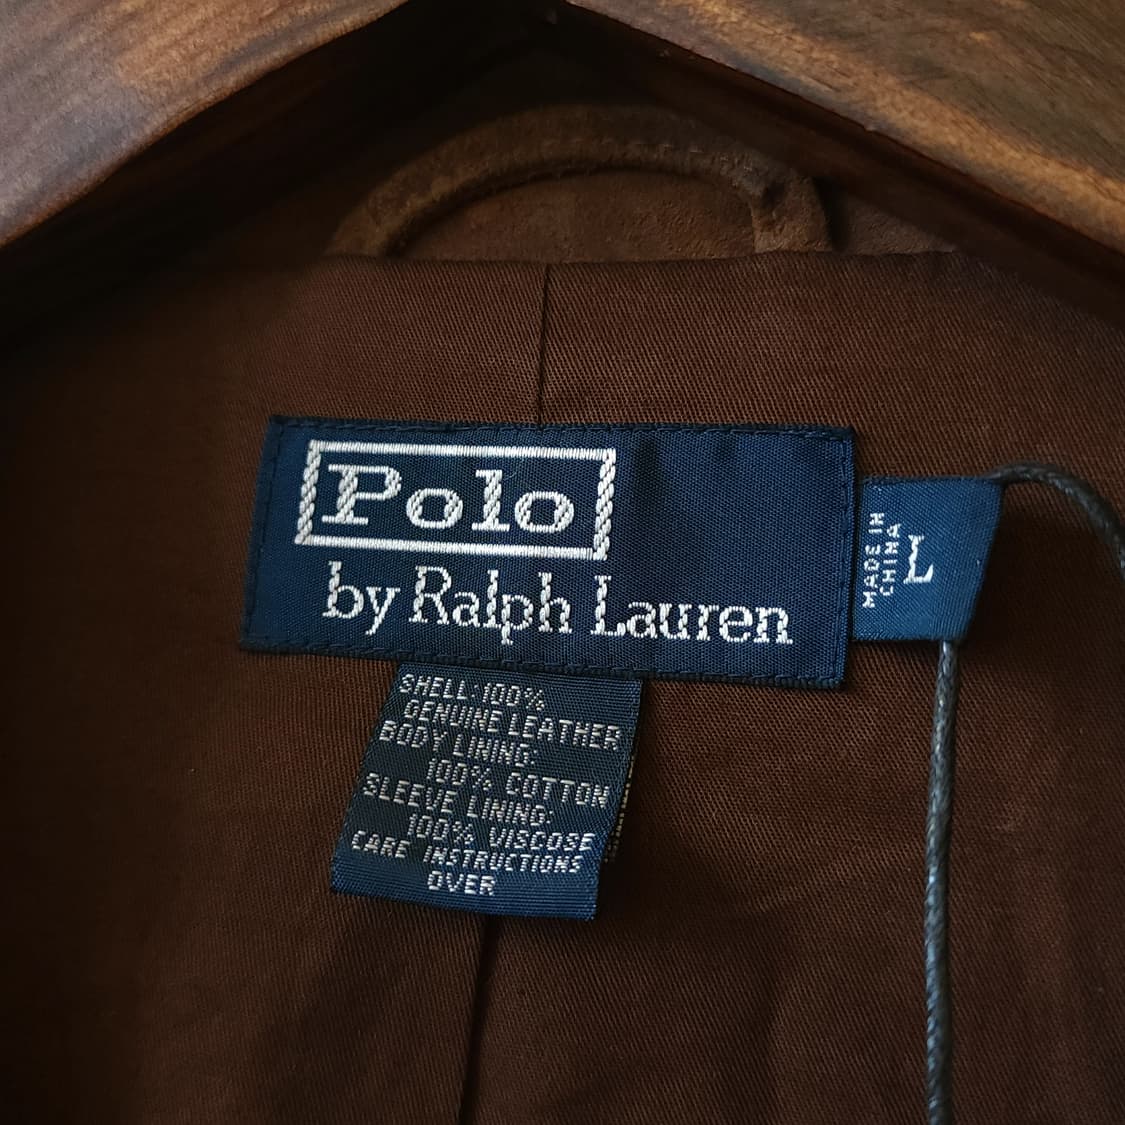 Polo
by Ralph Lauren
MADE IN
CHINA
L
SHELL: 100%
GENUINE LEATHER
BODY LINING:
100% COTTON
SLEEVE LINING:
100% VISCOSE
CARE INSTRUCTIONS
OVER